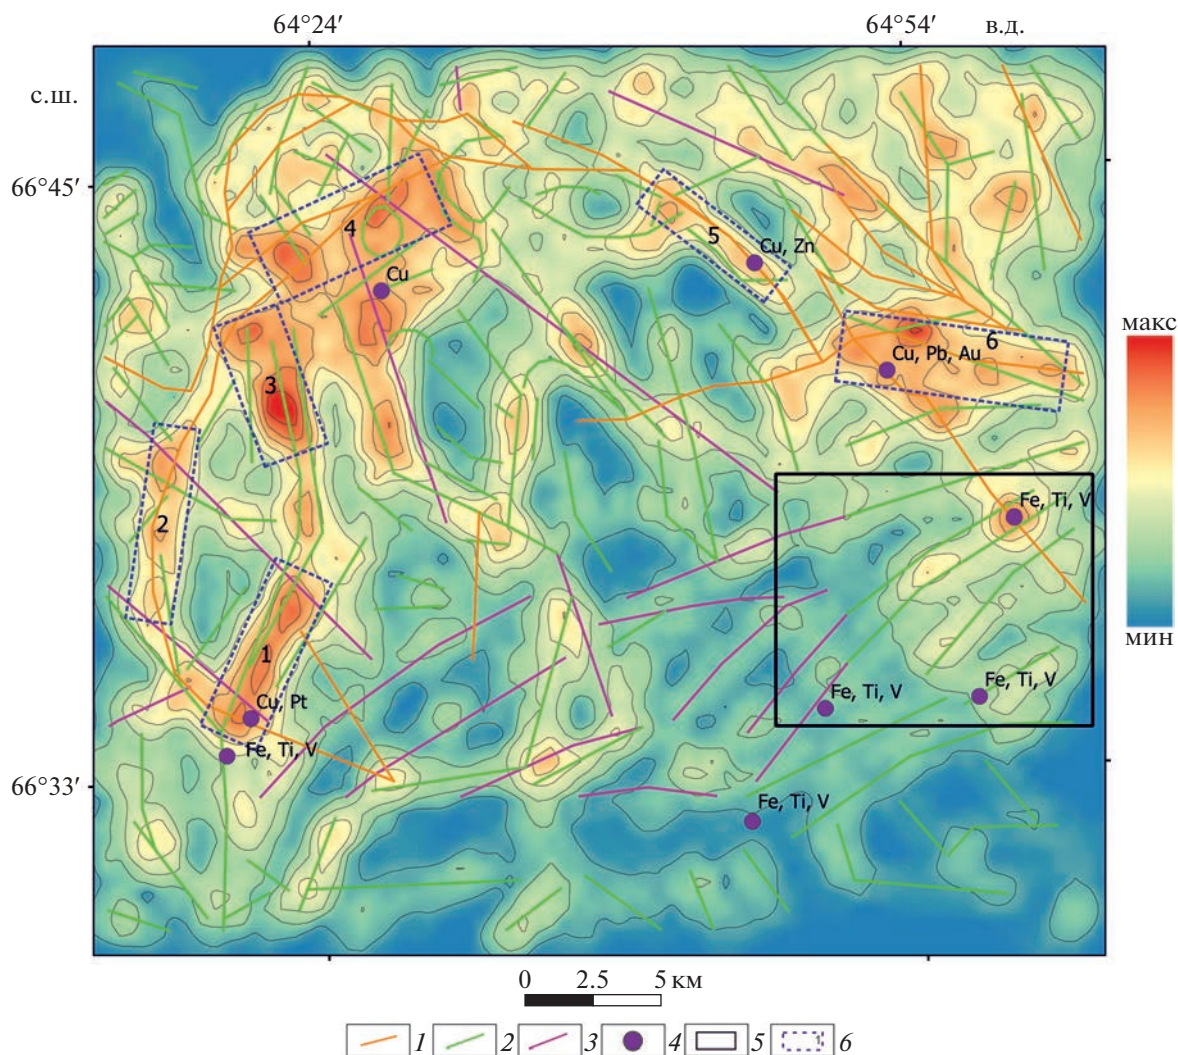 64°24′ 64°54′ в.д.
с.ш.
66°45′
4
5
Cu, Zn
Cu
макс
6
Cu, Pb, Au
3
2
Fe, Ti, V
мин
1
Fe, Ti, V
Fe, Ti, V
Cu, Pt
Fe, Ti, V
66°33′
Fe, Ti, V
0 2.5 5 км
1 2 3 4 5 1 6